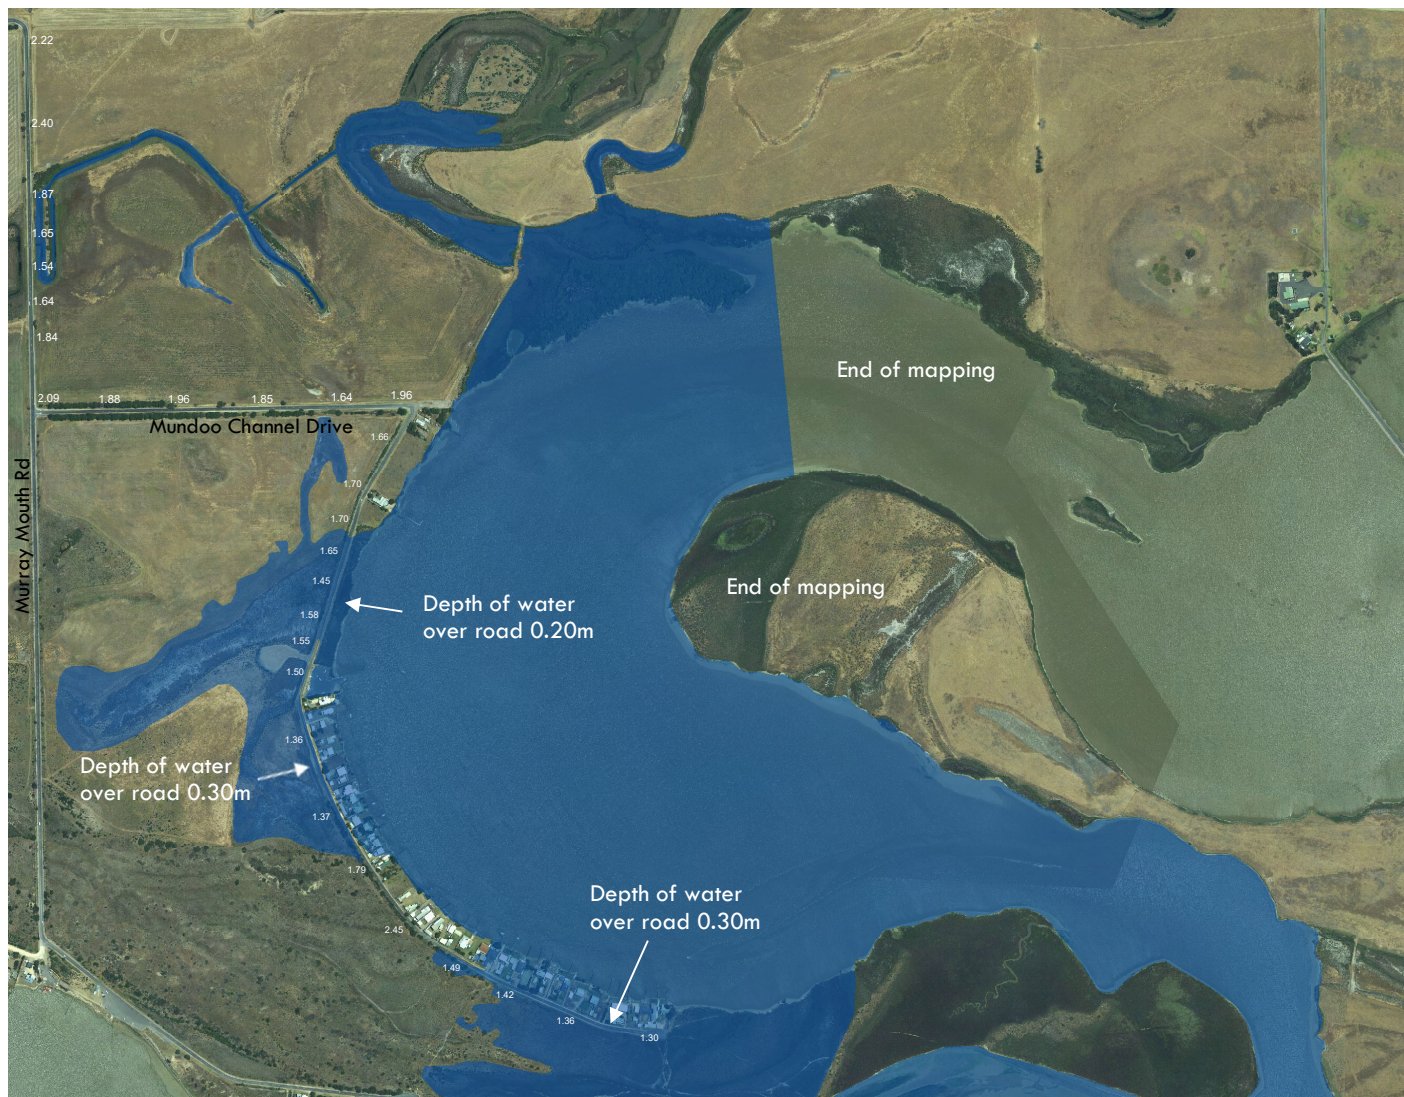 2.22
2.40
1.87
1.65
1.54
1.64
1.84
2.09
1.88
1.96
1.85
1.64
1.96
Mundoo Channel Drive
1.66
End of mapping
Murray Mouth Rd
1.70
1.70
1.65
1.45
1.58
1.55
1.50
Depth of water
over road 0.20m
End of mapping
1.36
Depth of water
over road 0.30m
1.37
1.79
2.45
1.49
1.42
1.36
1.30
Depth of water
over road 0.30m